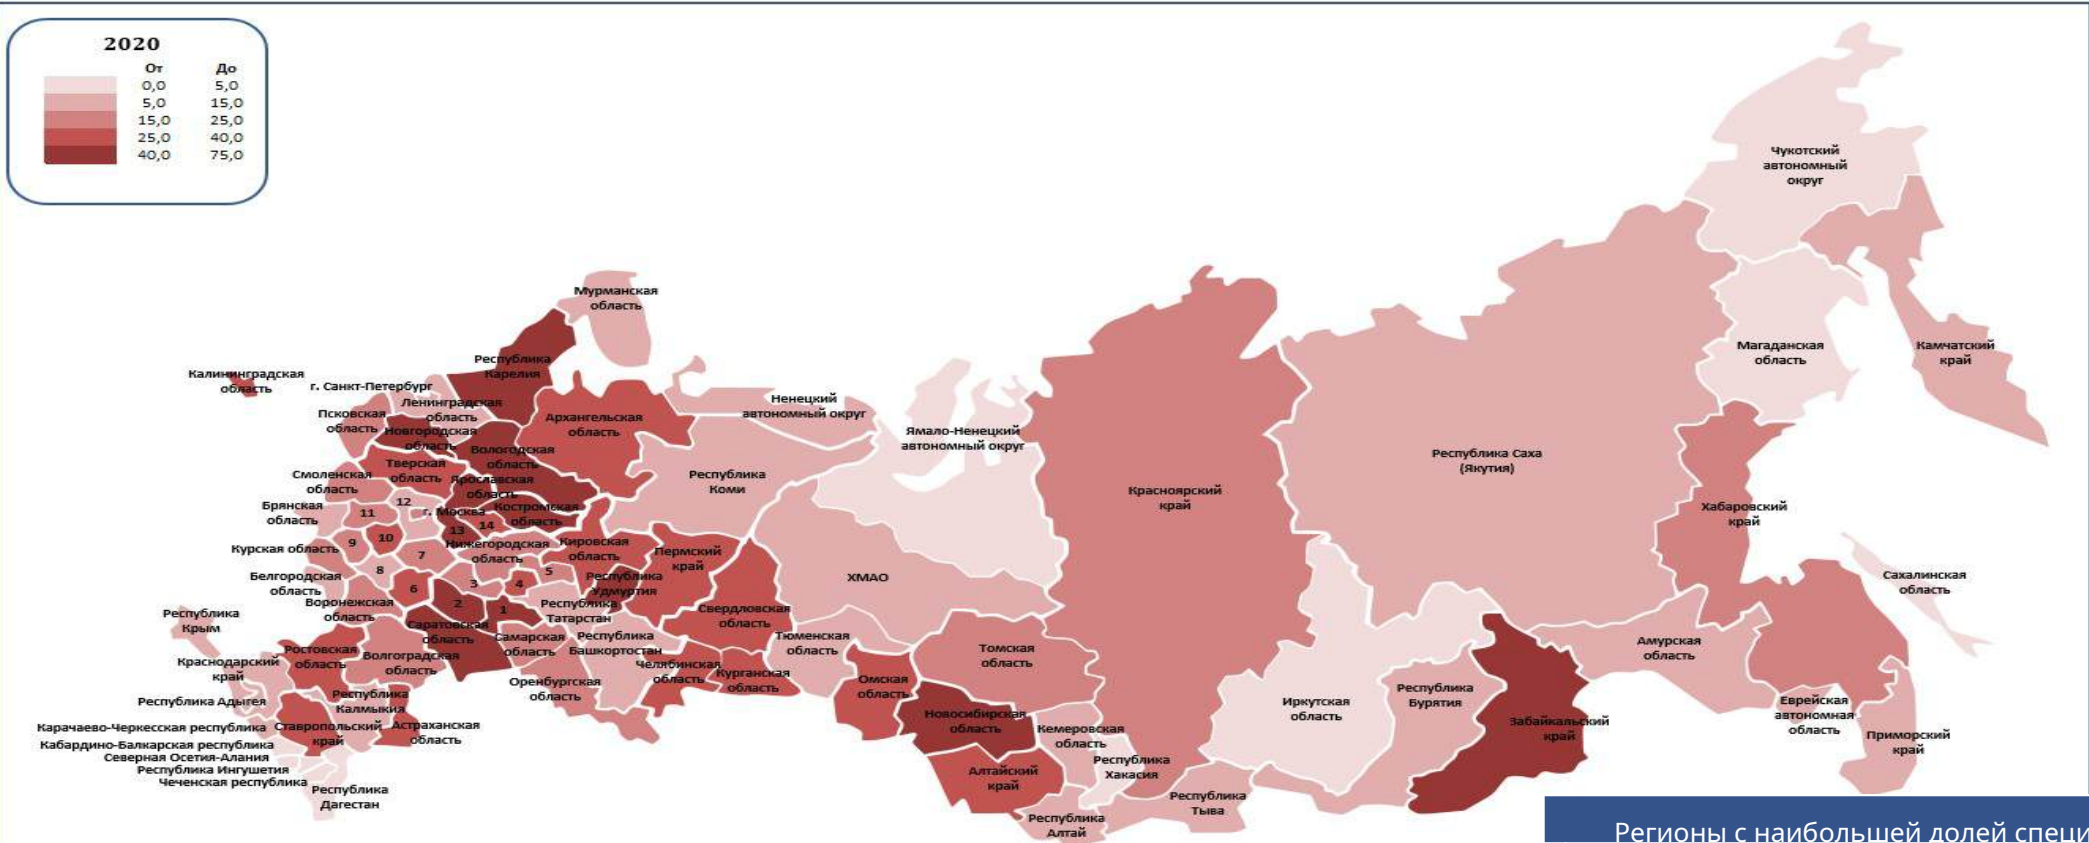 2020
От До
0,0 5,0
5,0 15,0
15,0 25,0
25,0 40,0
40,0 75,0
Чукотский
автономный
округ
Мурманская
область
Магаданская
область
Камчатский
край
Республика
Карелия
Калининградская
область
г. Санкт-Петербург
Ленинградская
область
Псковская
область
Новгородская
область
Архангельская
область
Ненецкий
автономный округ
Ямало-Ненецкий
автономный округ
Вологодская
область
Тверская
область
Ярославская
область
Республика
Коми
Республика Саха
(Якутия)
Смоленская
область
Красноярский
край
Хабаровский
край
Брянская
область
12
11
г. Москва
Костромская
область
13
14
Курская область
9
10
7
Нижегородская
область
Кировская
область
Пермский
край
8
Белгородская
область
6
3
4
5
Республика
Удмуртия
ХМАО
Сахалинская
область
Воронежская
область
2
1
Республика
Татарстан
Свердловская
область
Республика
Крым
Саратовская
область
Самарская
область
Республика
Башкортостан
Тюменская
область
Томская
область
Амурская
область
Ростовская
область
Волгоградская
область
Краснодарский
край
Челябинская
область
Курганская
область
Омская
область
Оренбургская
область
Республика
Калмыкия
Республика Адыгея
Иркутская
область
Республика
Бурятия
Еврейская
автономная
область
Новосибирская
область
Забайкальский
край
Карачаево-Черкесская республика
Ставропольский
край
Астраханская
область
Кемеровская
область
Приморский
край
Кабардино-Балкарская республика
Северная Осетия-Алания
Республика Ингушетия
Чеченская республика
Республика
Дагестан
Алтайский
край
Республика
Хакасия
Республика
Тыва
Республика
Алтай
Регионы с наибольшей долей специ